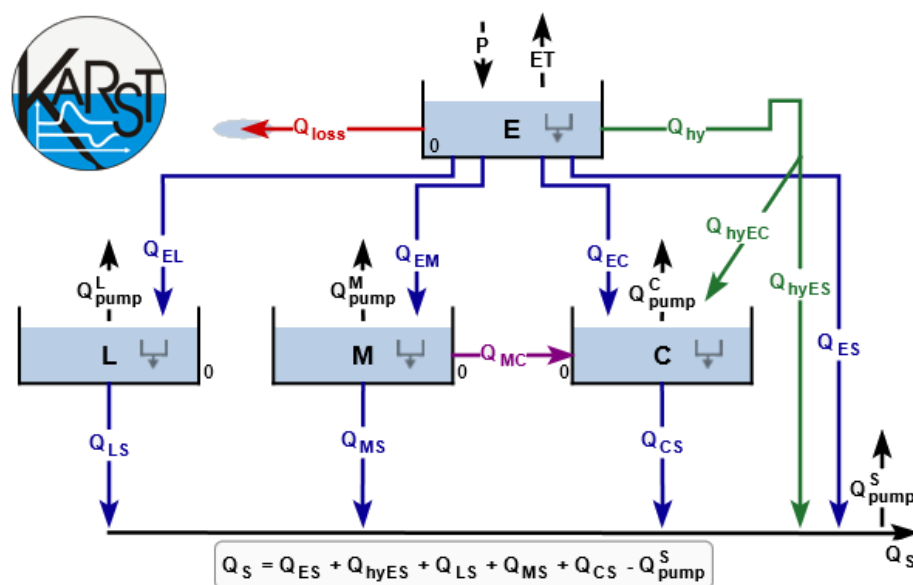 KARST
P
ET
Q_loss
E
Q_hy
0
Q_EL
Q_EM
Q_EC
Q_hyEC
Q_hyES
Q_ES
Q^L_pump
Q^M_pump
Q^C_pump
L
0
M
0
Q_MC
0
C
Q_LS
Q_MS
Q_CS
Q^S_pump
Q_S
Q_S = Q_ES + Q_hyES + Q_LS + Q_MS + Q_CS - Q^S_pump